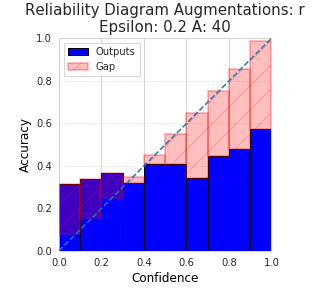 Reliability Diagram Augmentations: r
Epsilon: 0.2 A: 40
1.0
0.8
0.6
0.4
0.2
0.0
Accuracy
Outputs
Gap
0.0 0.2 0.4 0.6 0.8 1.0
Confidence